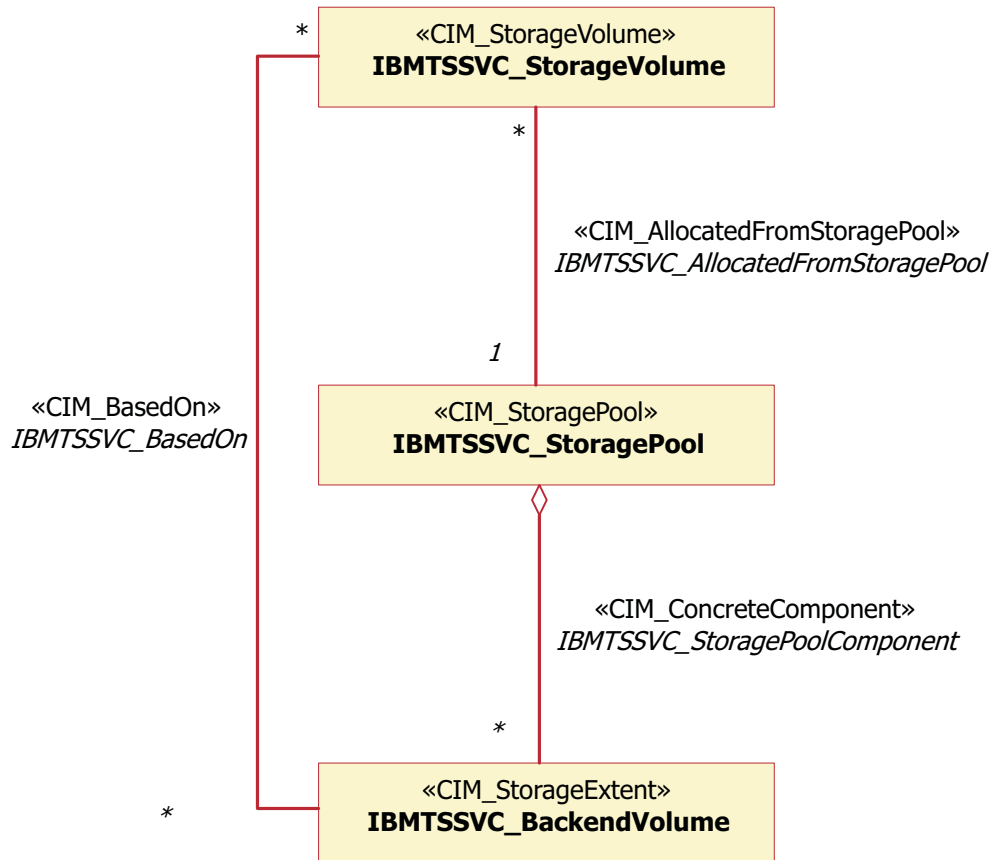 *
«CIM_StorageVolume»
IBMTSSVC_StorageVolume
*
«CIM_AllocatedFromStoragePool»
IBMTSSVC_AllocatedFromStoragePool
1
«CIM_BasedOn»
IBMTSSVC_BasedOn
«CIM_StoragePool»
IBMTSSVC_StoragePool
«CIM_ConcreteComponent»
IBMTSSVC_StoragePoolComponent
*
*
«CIM_StorageExtent»
IBMTSSVC_BackendVolume